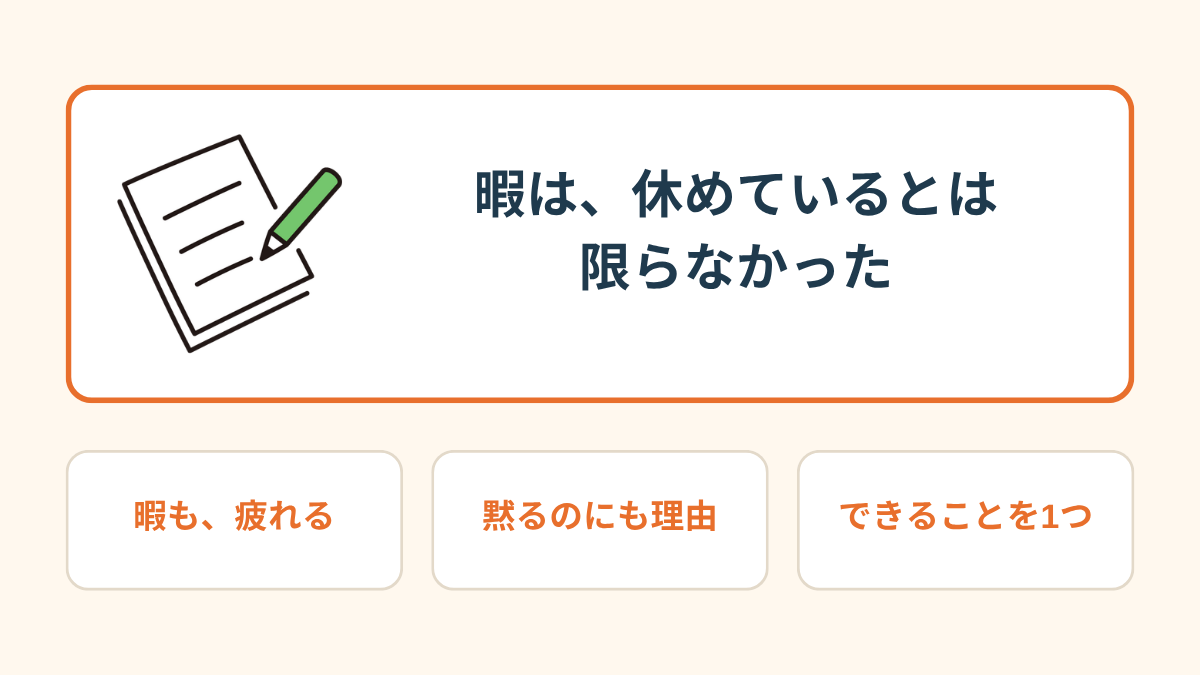 暇は、休めているとは
限らなかった
暇も、疲れる
黙るのにも理由
できることを1つ